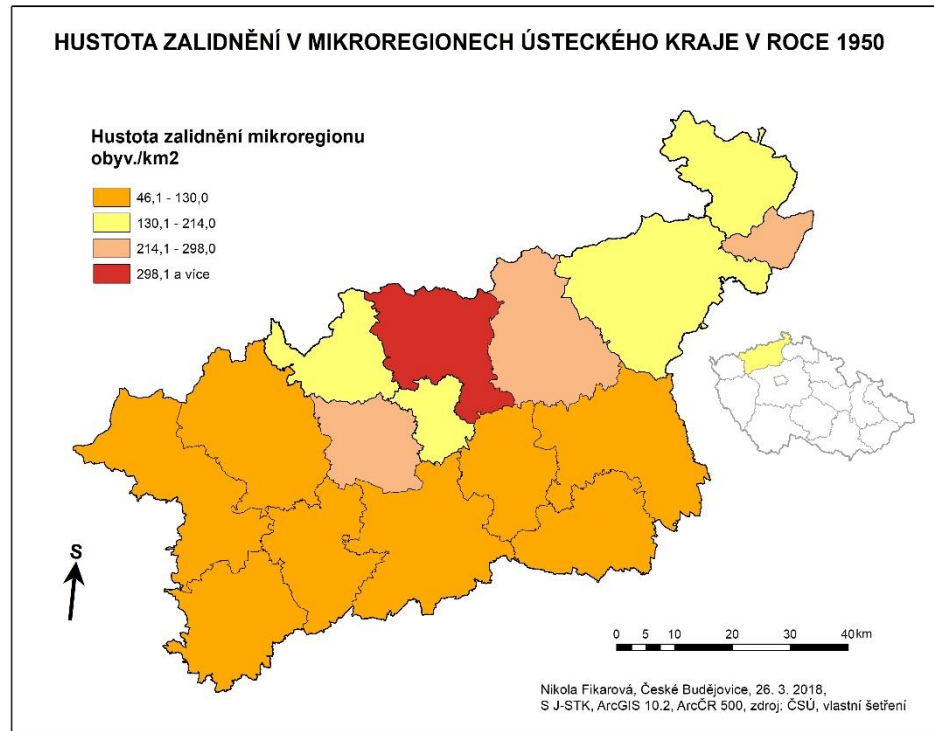 HUSTOTA ZALIDNĚNÍ V MIKROREGIONECH ÚSTECKÉHO KRAJE V ROCE 1950
Hustota zalidnění mikroregionu
obyv./km2
46,1 - 130,0
130,1 - 214,0
214,1 - 298,0
298,1 a více
S
0 5 10 20 30 40 km
Nikola Fikarová, České Budějovice, 26. 3. 2018,
S J-STK, ArcGIS 10.2, ArcČR 500, zdroj: ČSÚ, vlastní šetření